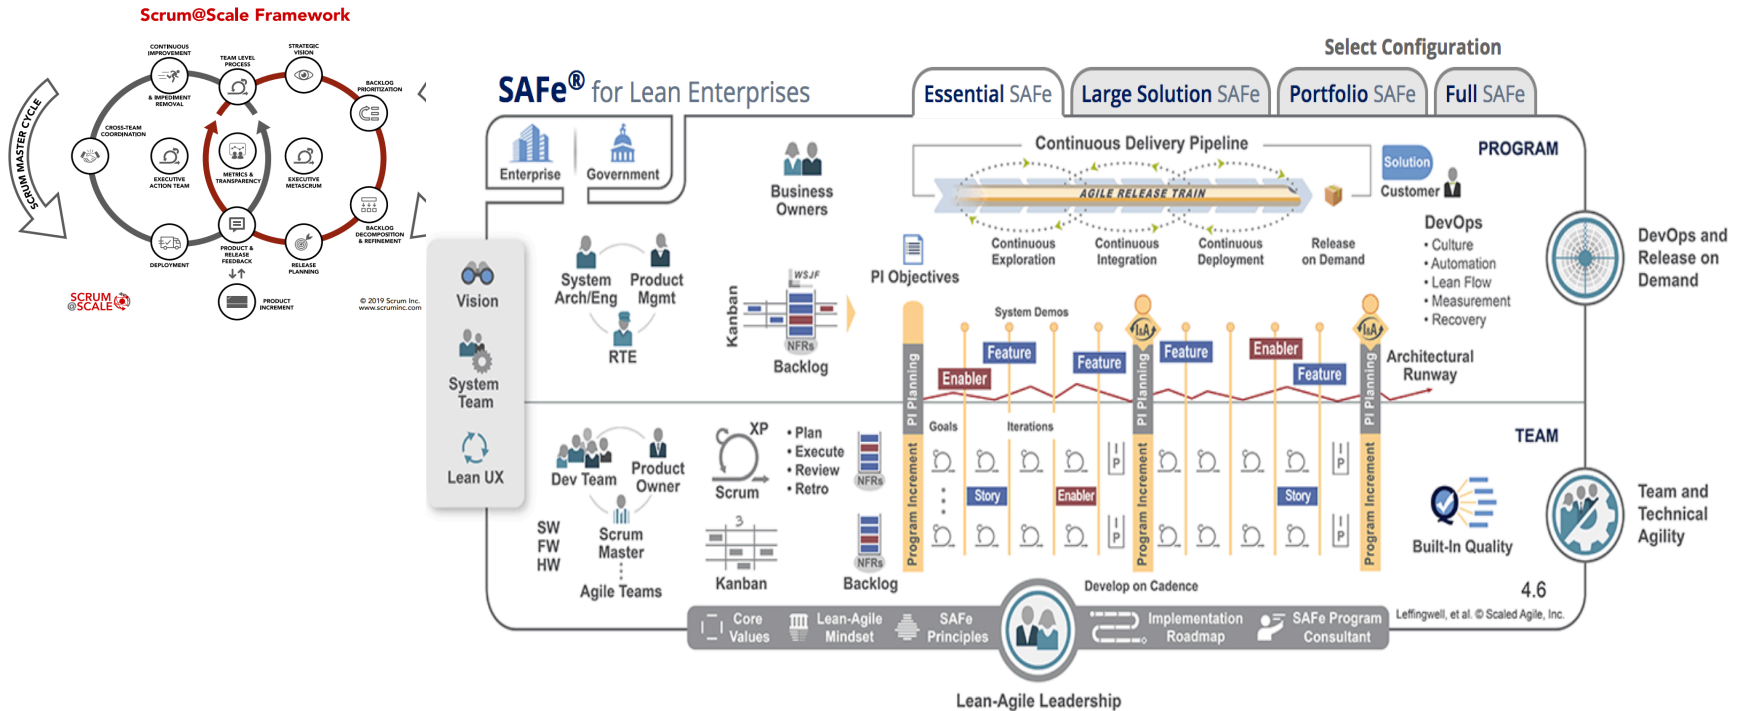 Scrum@Scale Framework
CONTINUOUS
IMPROVEMENT
& IMPEDIMENT
REMOVAL
TEAM LEVEL
PROCESS
STRATEGIC
VISION
BACKLOG
PRIORITIZATION
SCRUM MASTER CYCLE
CROSS-TEAM
COORDINATION
EXECUTIVE
ACTION TEAM
METRICS &
TRANSPARENCY
EXECUTIVE
METASCRUM
BACKLOG
DECOMPOSITION
& REFINEMENT
DEPLOYMENT
PRODUCT &
RELEASE
FEEDBACK
RELEASE
PLANNING
PRODUCT
INCREMENT
SCRUM
@SCALE
© 2019 Scrum Inc.
www.scruminc.com
Select Configuration
SAFe® for Lean Enterprises
Essential SAFe
Large Solution SAFe
Portfolio SAFe
Full SAFe
Enterprise
Government
Business
Owners
Continuous Delivery Pipeline
AGILE RELEASE TRAIN
Solution
Customer
PROGRAM
Continuous
Exploration
Continuous
Integration
Continuous
Deployment
Release
on Demand
DevOps
• Culture
• Automation
• Lean Flow
• Measurement
• Recovery
DevOps and
Release on
Demand
Vision
System
Team
Lean UX
System
Arch/Eng
Product
Mgmt
RTE
Kanban
WSJF
NFRs
Backlog
PI Objectives
System Demos
Feature
Enabler
Feature
I&A
Feature
Enabler
Feature
I&A
Architectural
Runway
PI Planning
PI Planning
PI Planning
TEAM
Dev Team
Product
Owner
Scrum
Master
Agile Teams
SW
FW
HW
XP
Scrum
• Plan
• Execute
• Review
• Retro
3
Kanban
NFRs
NFRs
Backlog
Program Increment
Goals
Iterations
Story
Enabler
I
P
I
P
Program Increment
Story
I
P
I
P
Program Increment
Develop on Cadence
Built-In Quality
Team and
Technical
Agility
4.6
Leffingwell, et al. © Scaled Agile, Inc.
Core
Values
Lean-Agile
Mindset
SAFe
Principles
Implementation
Roadmap
SAFe Program
Consultant
Lean-Agile Leadership